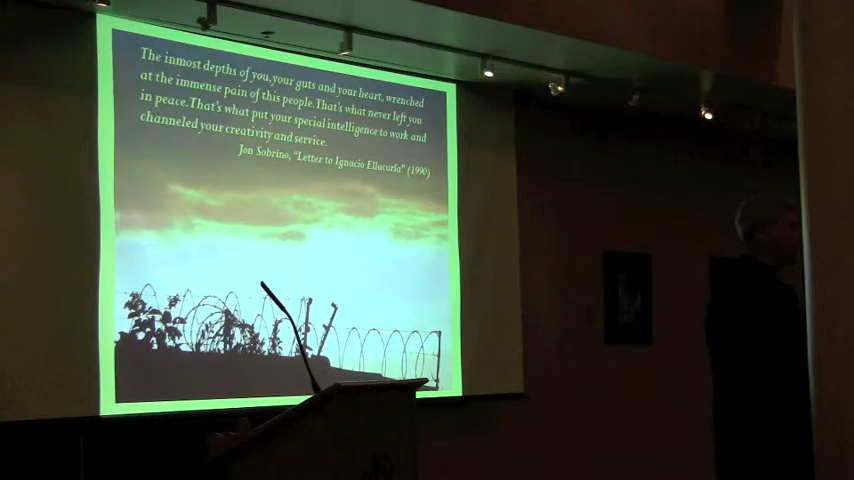 The inmost depths of you, your guts and your heart, wrenched
at the immense pain of this people. That's what never left you
in peace. That's what put your special intelligence to work and
channeled your creativity and service.
Jon Sobrino, "Letter to Ignacio Ellacuría" (1990)